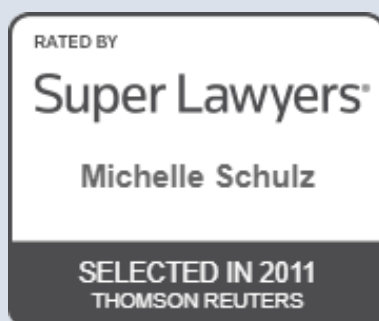 RATED BY
Super Lawyers®
Michelle Schulz
SELECTED IN 2011
THOMSON REUTERS